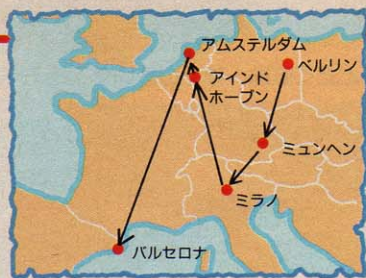 アムステルダム
ベルリン
アインド
ホーブン
ミュンヘン
ミラノ
バルセロナ